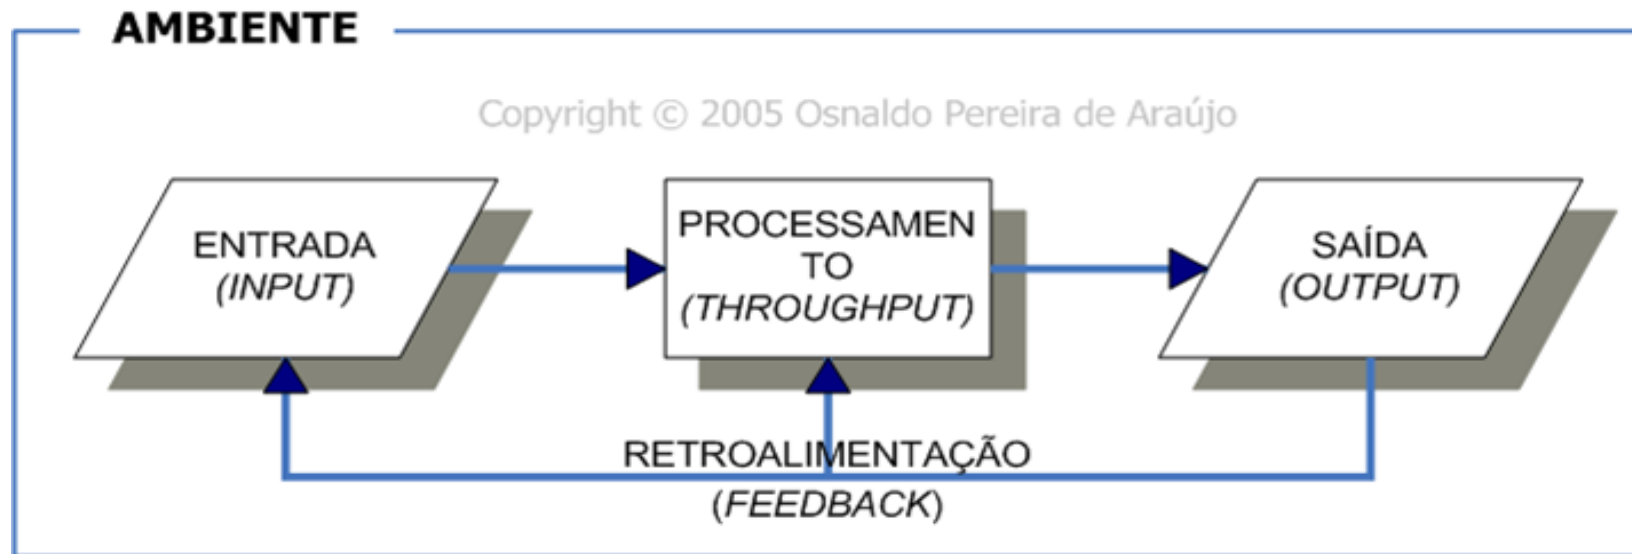 AMBIENTE
Copyright © 2005 Osnaldo Pereira de Araújo
ENTRADA
(INPUT)
PROCESSAMEN
TO
(THROUGHPUT)
SAÍDA
(OUTPUT)
RETROALIMENTAÇÃO
(FEEDBACK)